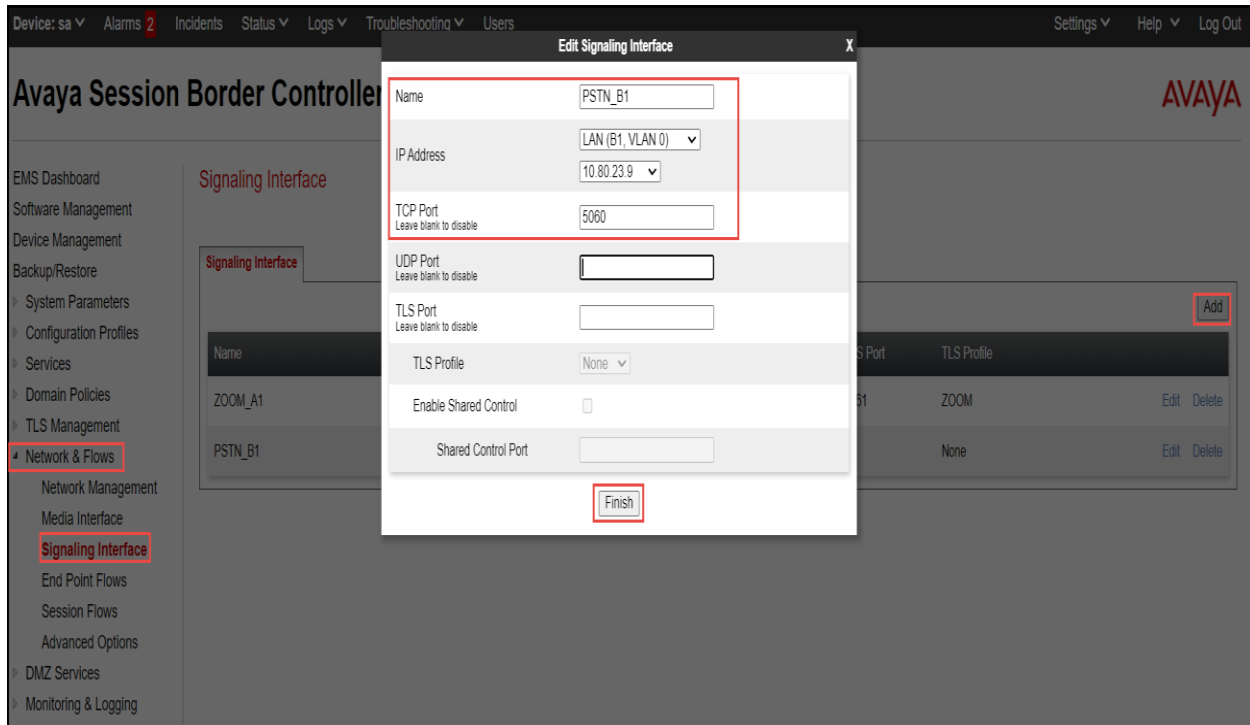 Device: sa Alarms 2 Incidents Status Logs Troubleshooting Users Settings Help Log Out
Edit Signaling Interface X
Avaya Session Border Controller
AVAYA
Name PSTN_B1
IP Address LAN (B1, VLAN 0)
10.80.23.9
TCP Port 5060
Leave blank to disable
UDP Port
Leave blank to disable
TLS Port
Leave blank to disable
TLS Profile None
Enable Shared Control
Shared Control Port
Finish
EMS Dashboard
Software Management
Device Management
Backup/Restore
System Parameters
Configuration Profiles
Services
Domain Policies
TLS Management
Network & Flows
Network Management
Media Interface
Signaling Interface
End Point Flows
Session Flows
Advanced Options
DMZ Services
Monitoring & Logging
Signaling Interface
Signaling Interface
Add
Name S Port TLS Profile
ZOOM_A1 61 ZOOM Edit Delete
PSTN_B1 None Edit Delete